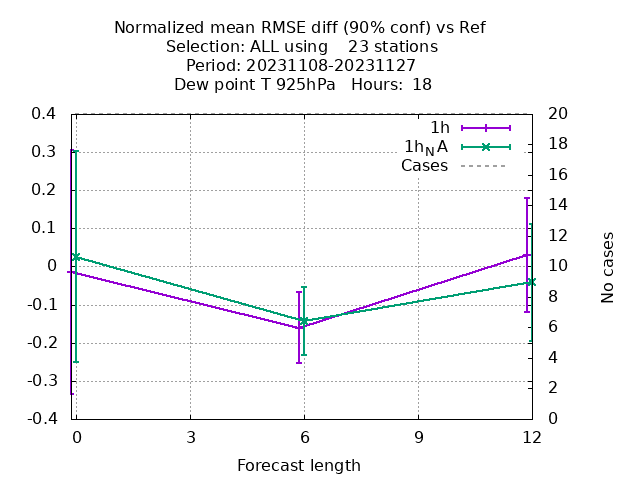 Normalized mean RMSE diff (90% conf) vs Ref
Selection: ALL using    23 stations
Period: 20231108-20231127
Dew point T 925hPa   Hours:  18
0.4
0.3
0.2
0.1
0
-0.1
-0.2
-0.3
-0.4
1h
1hNA
Cases
20
18
16
14
12
10
8
6
4
2
0
No cases
0 3 6 9 12
Forecast length